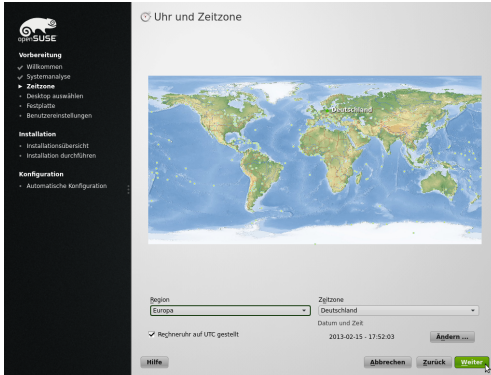 openSUSE
Vorbereitung
Willkommen
Systemanalyse
Zeitzone
Desktop auswählen
Festplatte
Benutzereinstellungen
Installation
Installationsübersicht
Installation durchführen
Konfiguration
Automatische Konfiguration
Uhr und Zeitzone
Deutschland
Region
Europa
Zeitzone
Deutschland
Rechneruhr auf UTC gestellt
Datum und Zeit
2013-02-15 - 17:52:03
Ändern ...
Hilfe
Abbrechen
Zurück
Weiter